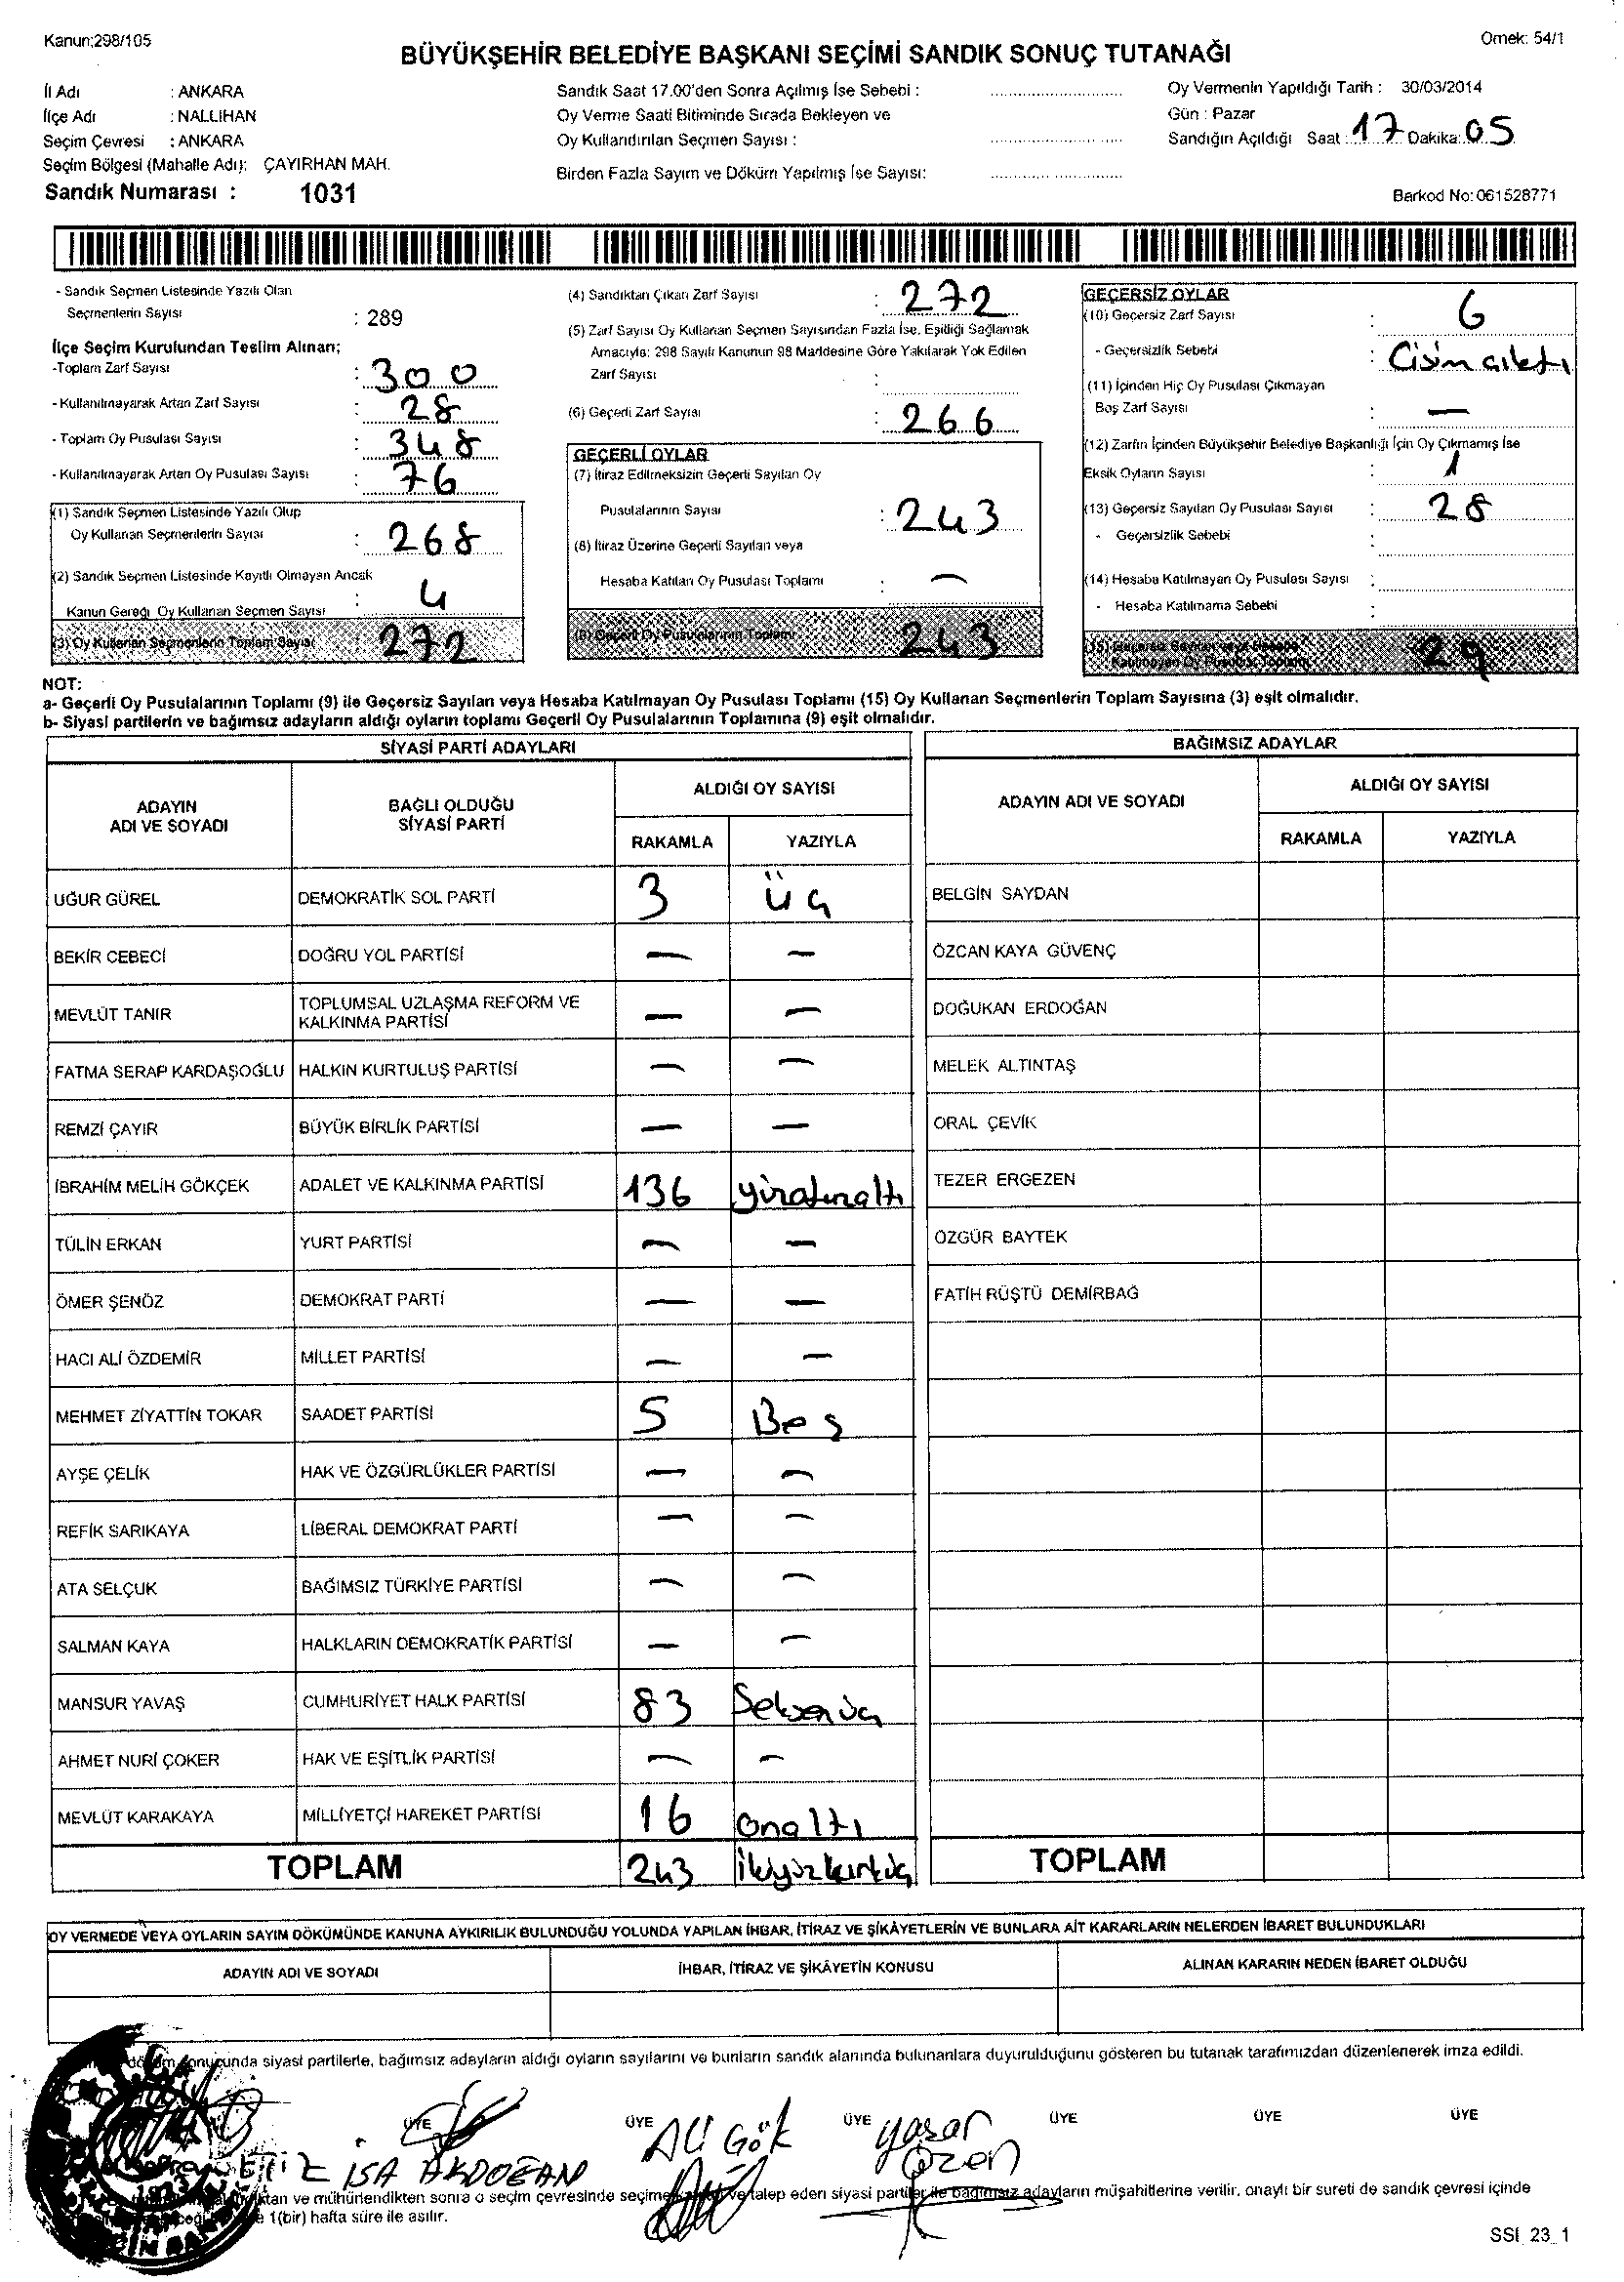 Kanun;298/105
Örnek: 54/1
BÜYÜKŞEHİR BELEDİYE BAŞKANI SEÇİMİ SANDIK SONUÇ TUTANAĞI
İl Adı : ANKARA
İlçe Adı : NALLIHAN
Seçim Çevresi : ANKARA
Seçim Bölgesi (Mahalle Adı); ÇAYIRHAN MAH.
Sandık Numarası : 1031
Sandık Saat 17.00'den Sonra Açılmış İse Sebebi :
Oy Verme Saati Bitiminde Sırada Bekleyen ve
Oy Kullandırılan Seçmen Sayısı :
Birden Fazla Sayım ve Döküm Yapılmış İse Sayısı:
Oy Vermenin Yapıldığı Tarih : 30/03/2014
Gün : Pazar
Sandığın Açıldığı Saat : 17 Dakika: 05
Barkod No: 061528771
- Sandık Seçmen Listesinde Yazılı Olan
Seçmenlerin Sayısı : 289
İlçe Seçim Kurulundan Teslim Alınan;
-Toplam Zarf Sayısı : 300
- Kullanılmayarak Artan Zarf Sayısı : 28
- Toplam Oy Pusulası Sayısı : 348
- Kullanılmayarak Artan Oy Pusulası Sayısı : 76
(1) Sandık Seçmen Listesinde Yazılı Olup
Oy Kullanan Seçmenlerin Sayısı : 268
(2) Sandık Seçmen Listesinde Kayıtlı Olmayan Ancak
Kanun Gereği Oy Kullanan Seçmen Sayısı : 4
(3) Oy Kullanan Seçmenlerin Toplam Sayısı 272
(4) Sandıktan Çıkan Zarf Sayısı : 272
(5) Zarf Sayısı Oy Kullanan Seçmen Sayısından Fazla İse, Eşitliği Sağlamak
Amacıyla; 298 Sayılı Kanunun 98 Maddesine Göre Yakılarak Yok Edilen
Zarf Sayısı :
(6) Geçerli Zarf Sayısı : 266
GEÇERLİ OYLAR
(7) İtiraz Edilmeksizin Geçerli Sayılan Oy
Pusulalarının Sayısı : 243
(8) İtiraz Üzerine Geçerli Sayılan veya
Hesaba Katılan Oy Pusulası Toplamı : —
(9) Geçerli Oy Pusulalarının Toplamı 243
GEÇERSİZ OYLAR
(10) Geçersiz Zarf Sayısı : 6
- Geçersizlik Sebebi :
(11) İçinden Hiç Oy Pusulası Çıkmayan
Boş Zarf Sayısı : —
(12) Zarfın İçinden Büyükşehir Belediye Başkanlığı İçin Oy Çıkmamış İse
Eksik Oyların Sayısı : 1
(13) Geçersiz Sayılan Oy Pusulası Sayısı : 28
- Geçersizlik Sebebi :
(14) Hesaba Katılmayan Oy Pusulası Sayısı :
- Hesaba Katılmama Sebebi :
(15) Geçersiz Sayılan veya Hesaba
Katılmayan Oy Pusulası Toplamı 29
NOT:
a- Geçerli Oy Pusulalarının Toplamı (9) ile Geçersiz Sayılan veya Hesaba Katılmayan Oy Pusulası Toplamı (15) Oy Kullanan Seçmenlerin Toplam Sayısına (3) eşit olmalıdır.
b- Siyasi partilerin ve bağımsız adayların aldığı oyların toplamı Geçerli Oy Pusulalarının Toplamına (9) eşit olmalıdır.
SİYASİ PARTİ ADAYLARI
ADAYIN
ADI VE SOYADI
BAĞLI OLDUĞU
SİYASİ PARTİ
ALDIĞI OY SAYISI
RAKAMLA YAZIYLA
UĞUR GÜREL DEMOKRATİK SOL PARTİ 3 üç
BEKİR CEBECİ DOĞRU YOL PARTİSİ — —
MEVLÜT TANIR TOPLUMSAL UZLAŞMA REFORM VE
KALKINMA PARTİSİ — —
FATMA SERAP KARDAŞOĞLU HALKIN KURTULUŞ PARTİSİ — —
REMZİ ÇAYIR BÜYÜK BİRLİK PARTİSİ — —
İBRAHİM MELİH GÖKÇEK ADALET VE KALKINMA PARTİSİ 136
TÜLİN ERKAN YURT PARTİSİ — —
ÖMER ŞENÖZ DEMOKRAT PARTİ — —
HACI ALİ ÖZDEMİR MİLLET PARTİSİ — —
MEHMET ZİYATTİN TOKAR SAADET PARTİSİ 5 Beş
AYŞE ÇELİK HAK VE ÖZGÜRLÜKLER PARTİSİ — —
REFİK SARIKAYA LİBERAL DEMOKRAT PARTİ — —
ATA SELÇUK BAĞIMSIZ TÜRKİYE PARTİSİ — —
SALMAN KAYA HALKLARIN DEMOKRATİK PARTİSİ — —
MANSUR YAVAŞ CUMHURİYET HALK PARTİSİ 83 Seksenüç
AHMET NURİ ÇOKER HAK VE EŞİTLİK PARTİSİ — —
MEVLÜT KARAKAYA MİLLİYETÇİ HAREKET PARTİSİ 16 onaltı
TOPLAM 243 ikiyüzkırküç
BAĞIMSIZ ADAYLAR
ADAYIN ADI VE SOYADI
ALDIĞI OY SAYISI
RAKAMLA YAZIYLA
BELGİN SAYDAN
ÖZCAN KAYA GÜVENÇ
DOĞUKAN ERDOĞAN
MELEK ALTINTAŞ
ORAL ÇEVİK
TEZER ERGEZEN
ÖZGÜR BAYTEK
FATİH RÜŞTÜ DEMİRBAĞ
TOPLAM
OY VERMEDE VEYA OYLARIN SAYIM DÖKÜMÜNDE KANUNA AYKIRILIK BULUNDUĞU YOLUNDA YAPILAN İHBAR, İTİRAZ VE ŞİKÂYETLERİN VE BUNLARA AİT KARARLARIN NELERDEN İBARET BULUNDUKLARI
ADAYIN ADI VE SOYADI
İHBAR, İTİRAZ VE ŞİKÂYETİN KONUSU
ALINAN KARARIN NEDEN İBARET OLDUĞU
sonucunda siyasi partilerle, bağımsız adayların aldığı oyların sayılarını ve bunların sandık alanında bulunanlara duyurulduğunu gösteren bu tutanak tarafımızdan düzenlenerek imza edildi.
ÜYE ÜYE ÜYE ÜYE ÜYE ÜYE
İSA AKDOĞAN
Ali Gök
yaşar
özen
ve mühürlendikten sonra o seçim çevresinde seçime ve talep eden siyasi partiler ile bağımsız adayların müşahitlerine verilir, onaylı bir sureti de sandık çevresi içinde
1(bir) hafta süre ile asılır.
SSI_23_1